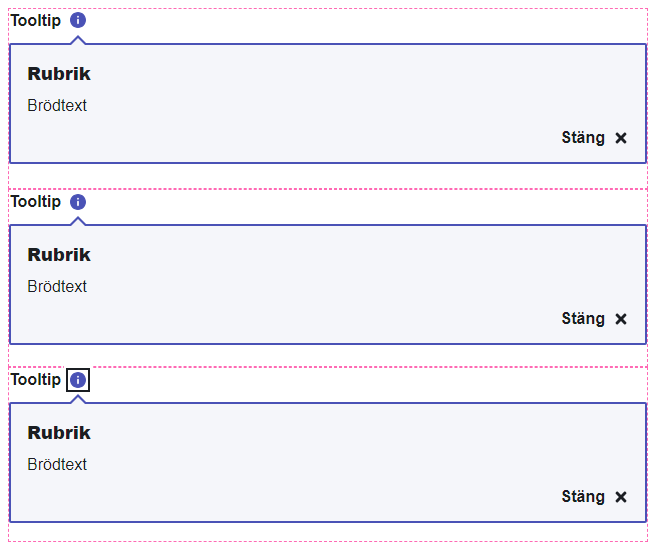 Tooltip
Rubrik
Brödtext
Stäng
Tooltip
Rubrik
Brödtext
Stäng
Tooltip
Rubrik
Brödtext
Stäng